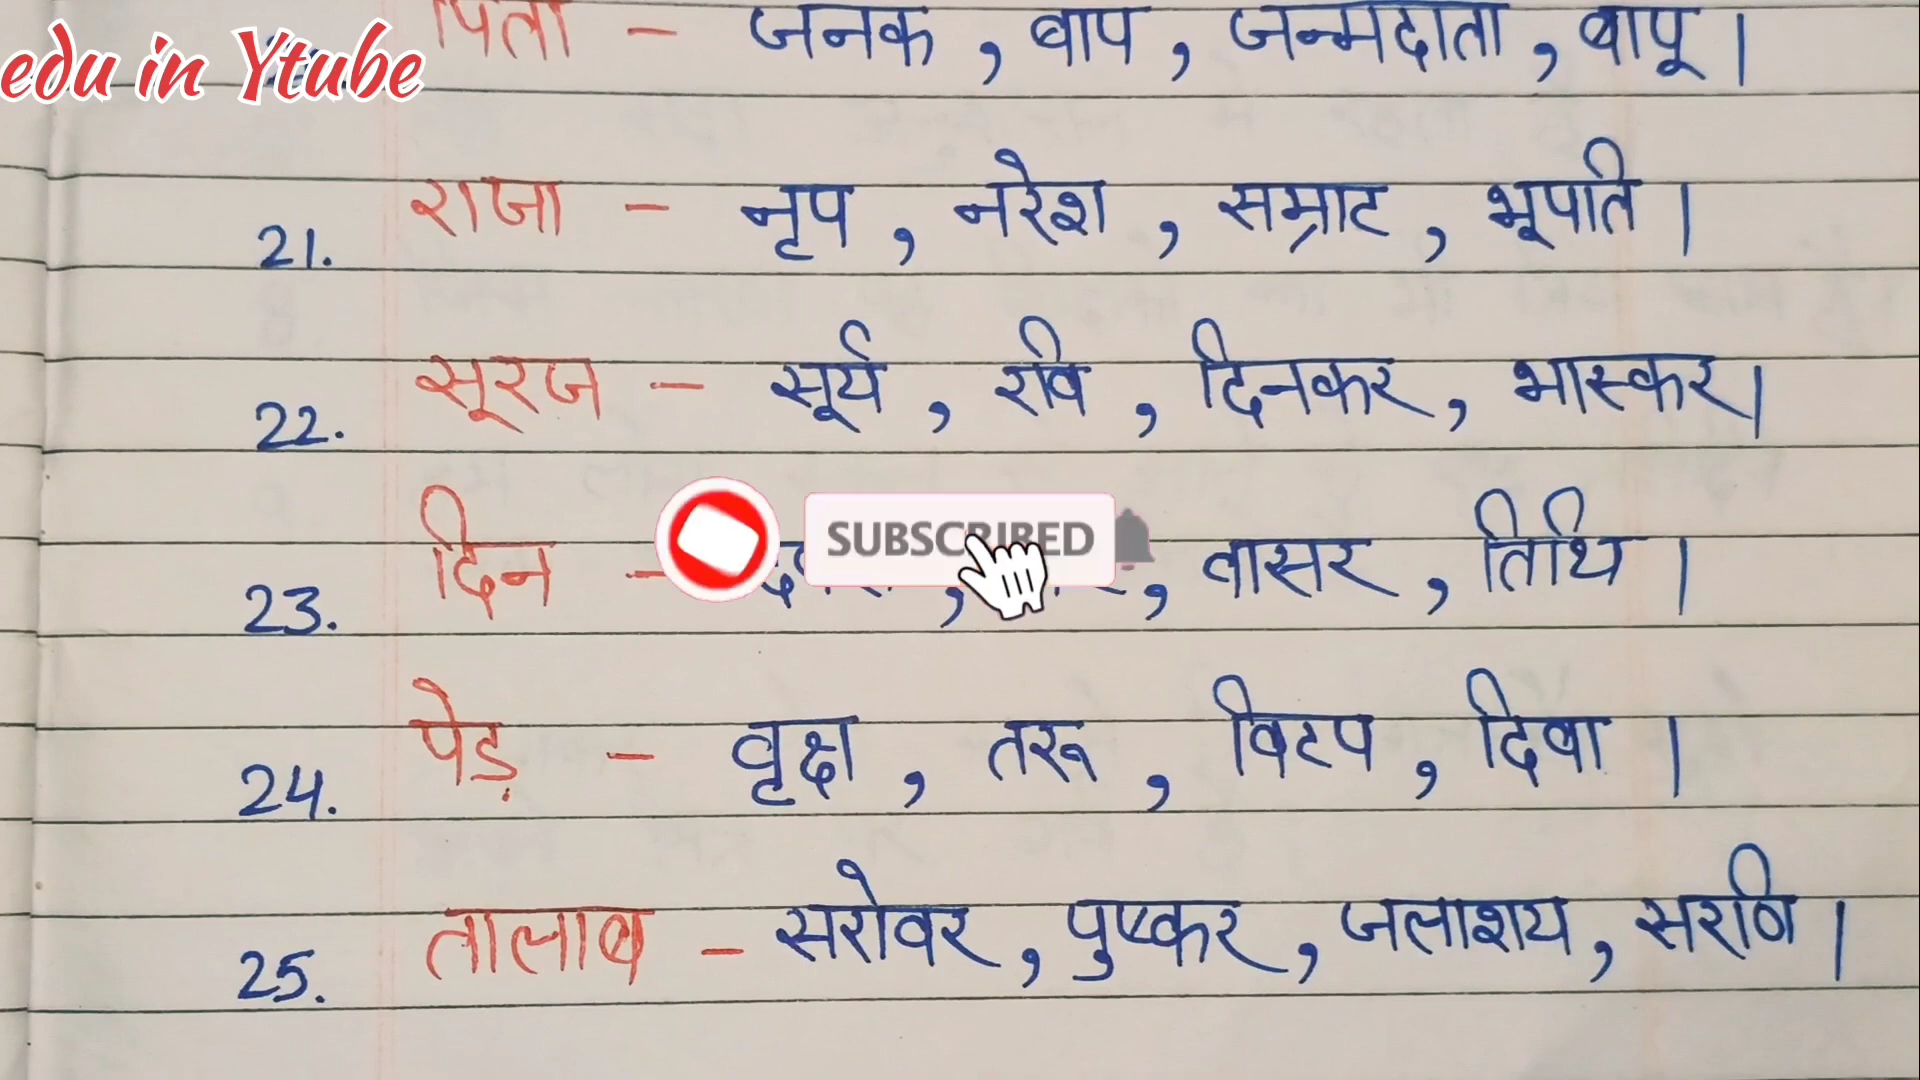 edu in Ytube
पिता - जनक , बाप , जन्मदाता , बापू ।
21. राजा - नृप , नरेश , सम्राट , भूपति ।
22. सूरज - सूर्य , रवि , दिनकर , भास्कर ।
23. दिन - , वासर , तिथि ।
SUBSCRIBED
24. पेड़ - वृक्ष , तरू , विटप , दिवा ।
25. तालाब - सरोवर , पुष्कर , जलाशय , सरणि ।